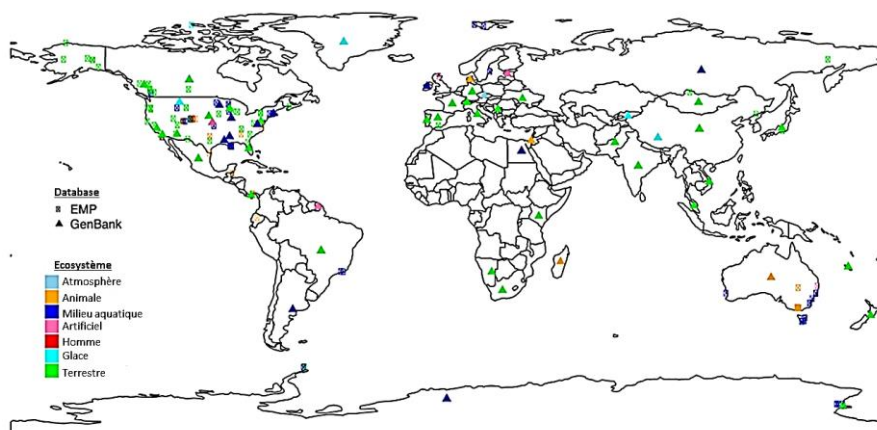 Database
EMP
GenBank
Ecosystème
Atmosphère
Animale
Milieu aquatique
Artificiel
Homme
Glace
Terrestre